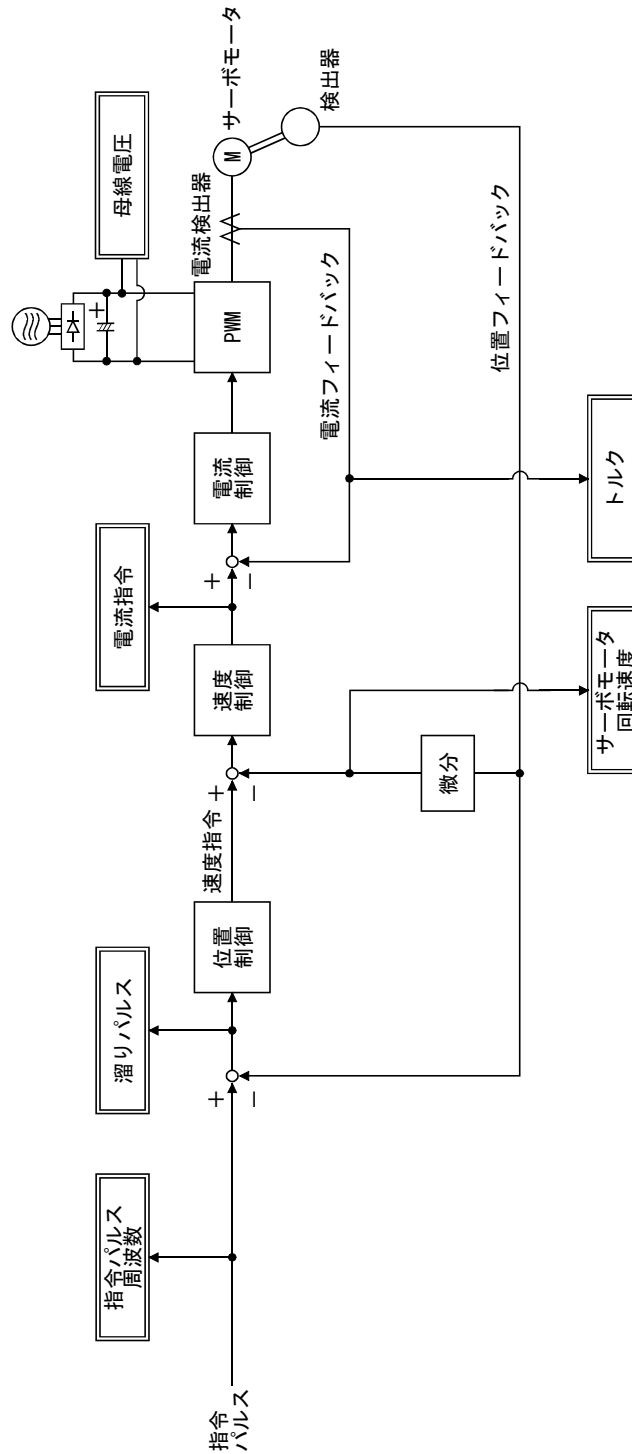 指令パルス
周波数
溜りパルス
電流指令
母線電圧
指令
パルス
+
−
位置
制御
速度指令
+
−
速度
制御
+
−
電流
制御
PWM
+
電流検出器
M
サーボモータ
検出器
電流フィードバック
微分
位置フィードバック
サーボモータ
回転速度
トルク